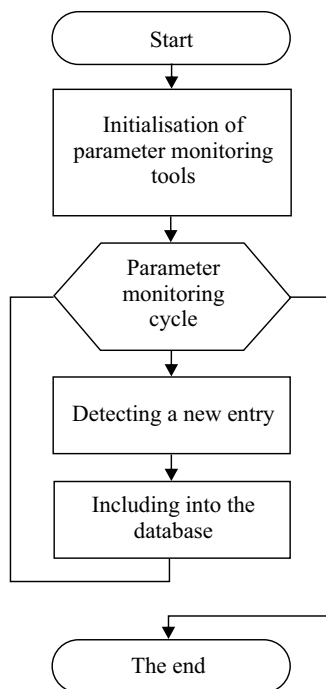 Start
Initialisation of
parameter monitoring
tools
Parameter
monitoring
cycle
Detecting a new entry
Including into the
database
The end